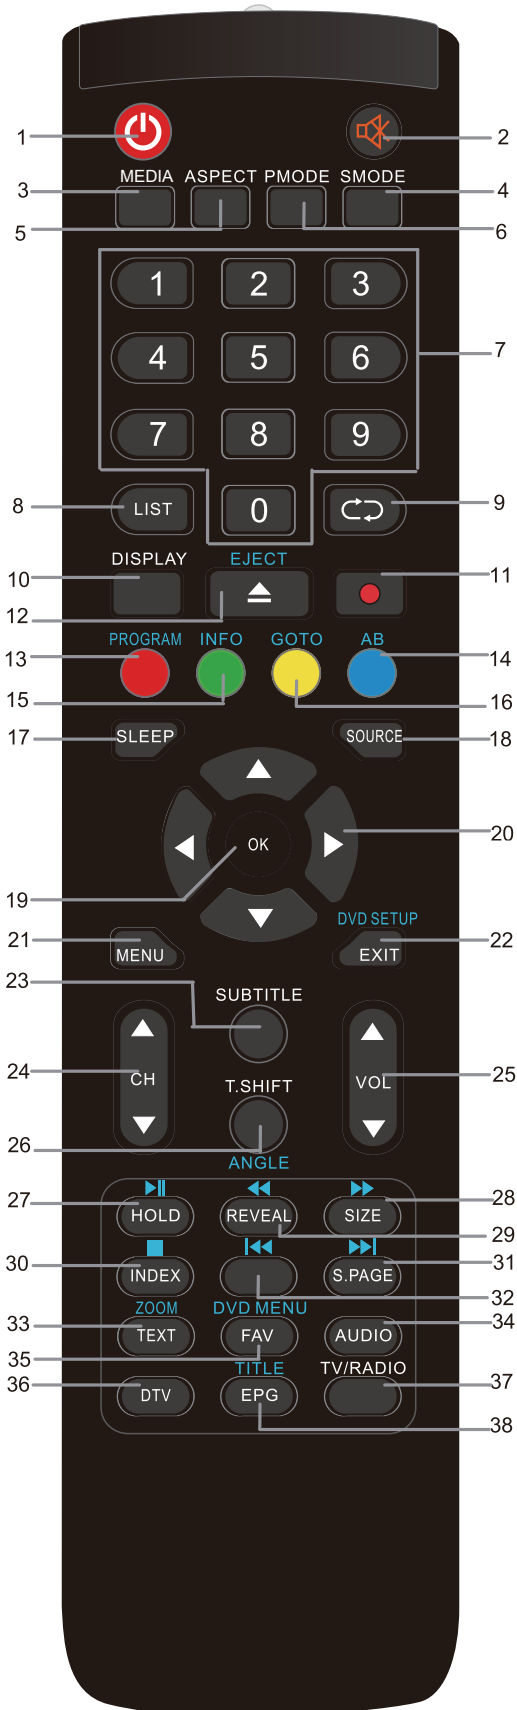 1
2
MEDIA ASPECT PMODE SMODE
3
4
5
6
1 2 3
4 5 6
7
7 8 9
8
LIST
0
9
DISPLAY
EJECT
10
11
12
PROGRAM INFO GOTO AB
13
14
15
16
17
SLEEP
SOURCE
18
OK
20
19
DVD SETUP
21
MENU
EXIT
22
23
SUBTITLE
24
CH
VOL
25
T.SHIFT
26
ANGLE
27
HOLD REVEAL SIZE
28
29
30
INDEX
S.PAGE
31
32
ZOOM DVD MENU
33
TEXT FAV AUDIO
34
35
TITLE
TV/RADIO
36
DTV EPG
37
38